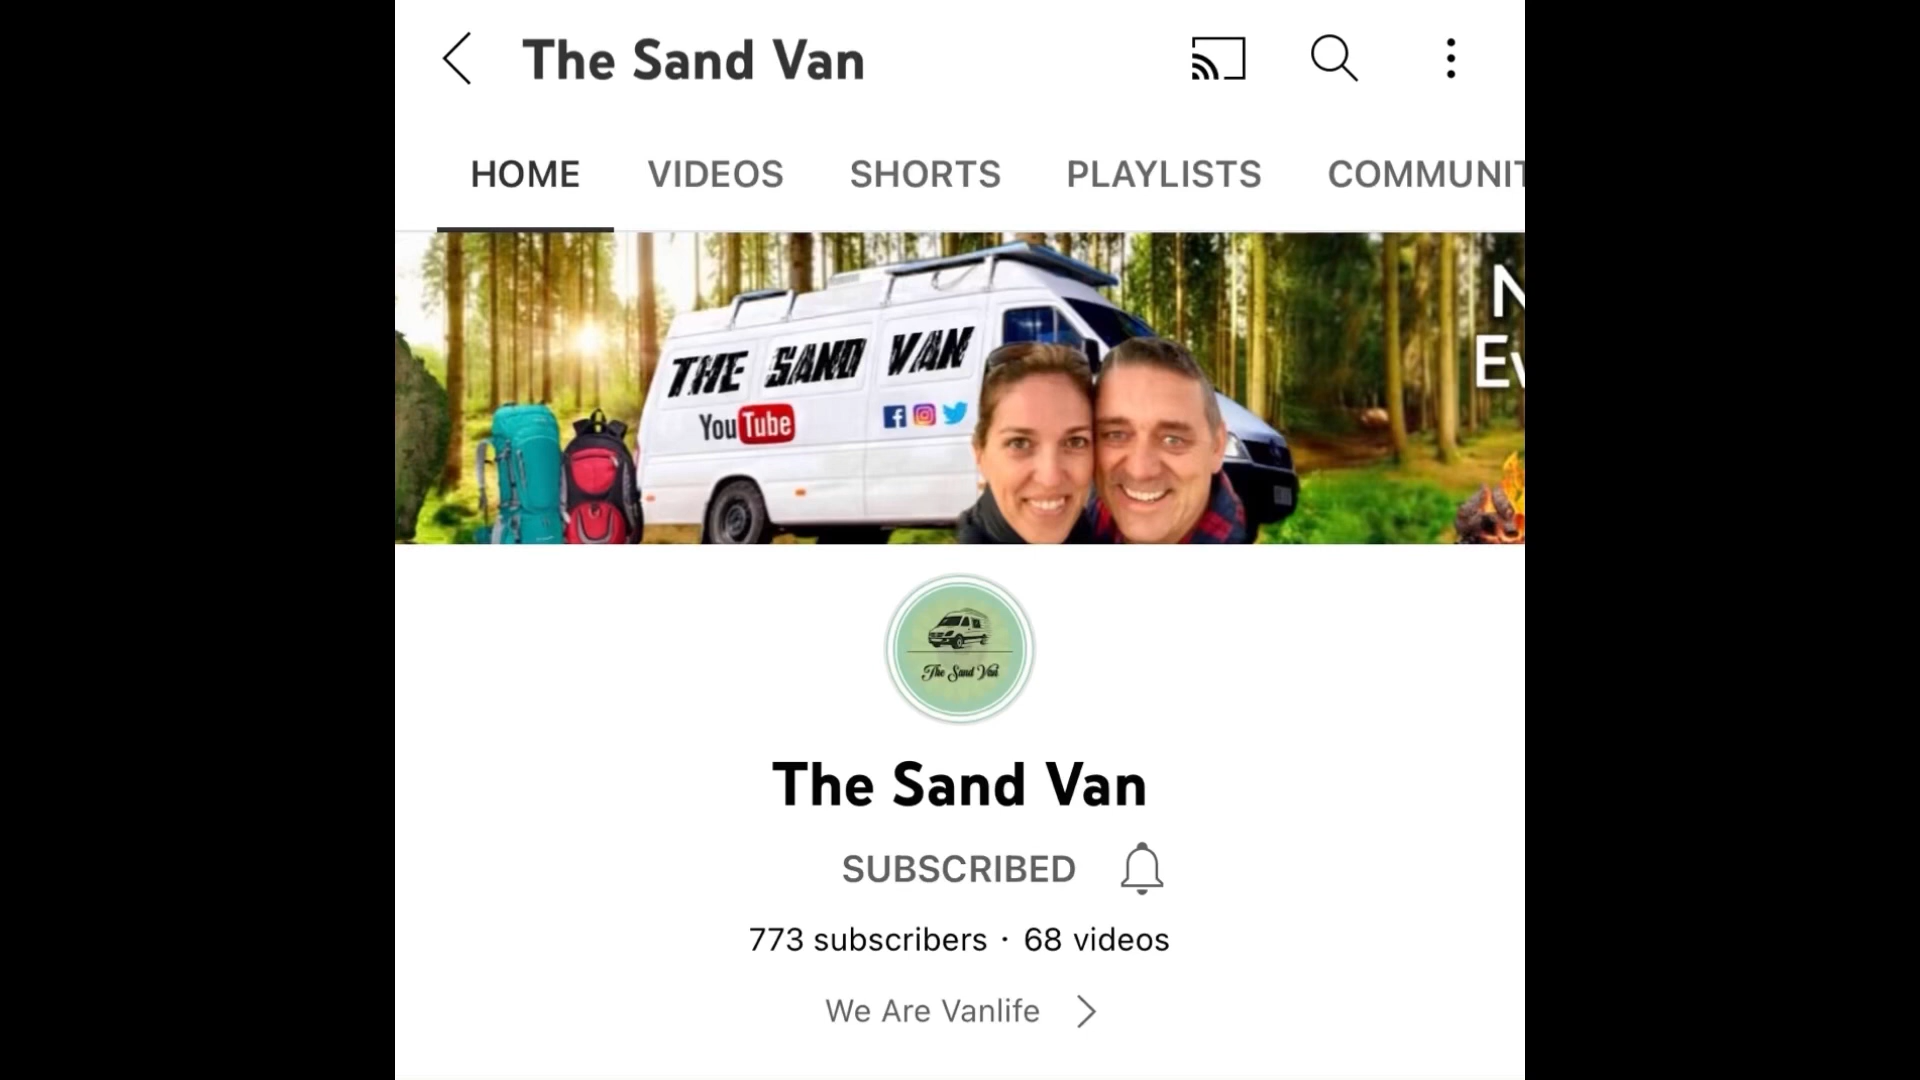 The Sand Van
HOME VIDEOS SHORTS PLAYLISTS COMMUNIT
THE SAND VAN
YouTube
N
Ev
The Sand Van
The Sand Van
SUBSCRIBED
773 subscribers · 68 videos
We Are Vanlife